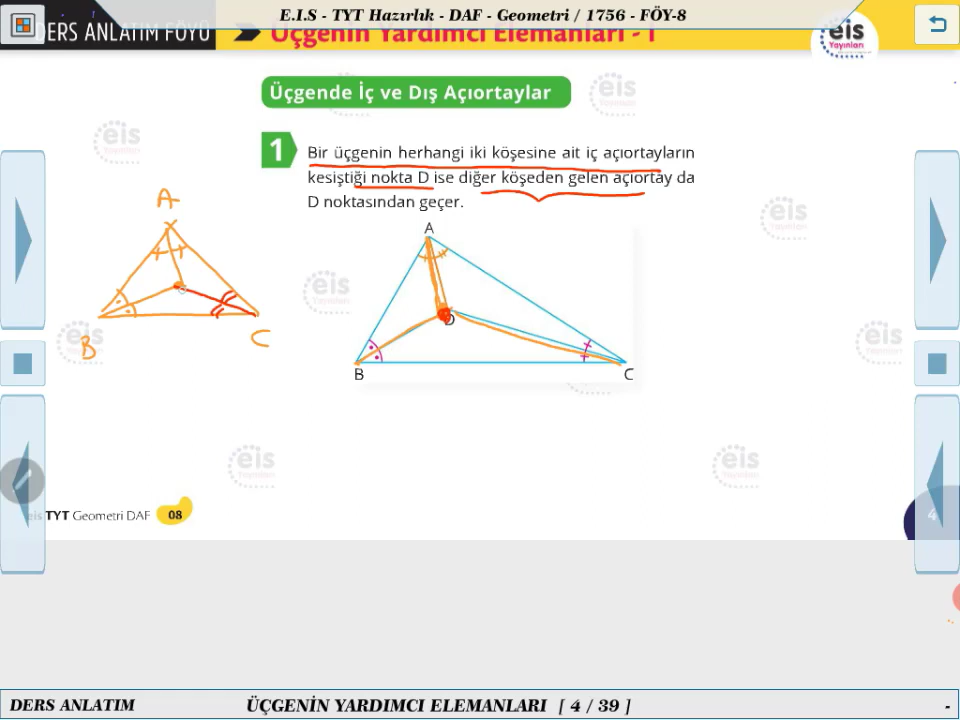 E.I.S - TYT Hazırlık - DAF - Geometri / 1756 - FÖY-8
DERS ANLATIM FÖYÜ
Üçgenin Yardımcı Elemanları - I
eis
Yayınları
Üçgende İç ve Dış Açıortaylar
1
Bir üçgenin herhangi iki köşesine ait iç açıortayların
kesiştiği nokta D ise diğer köşeden gelen açıortay da
D noktasından geçer.
A
B
C
A
D
B
C
eis TYT Geometri DAF 08
4
DERS ANLATIM
ÜÇGENİN YARDIMCI ELEMANLARI [ 4 / 39 ]
-